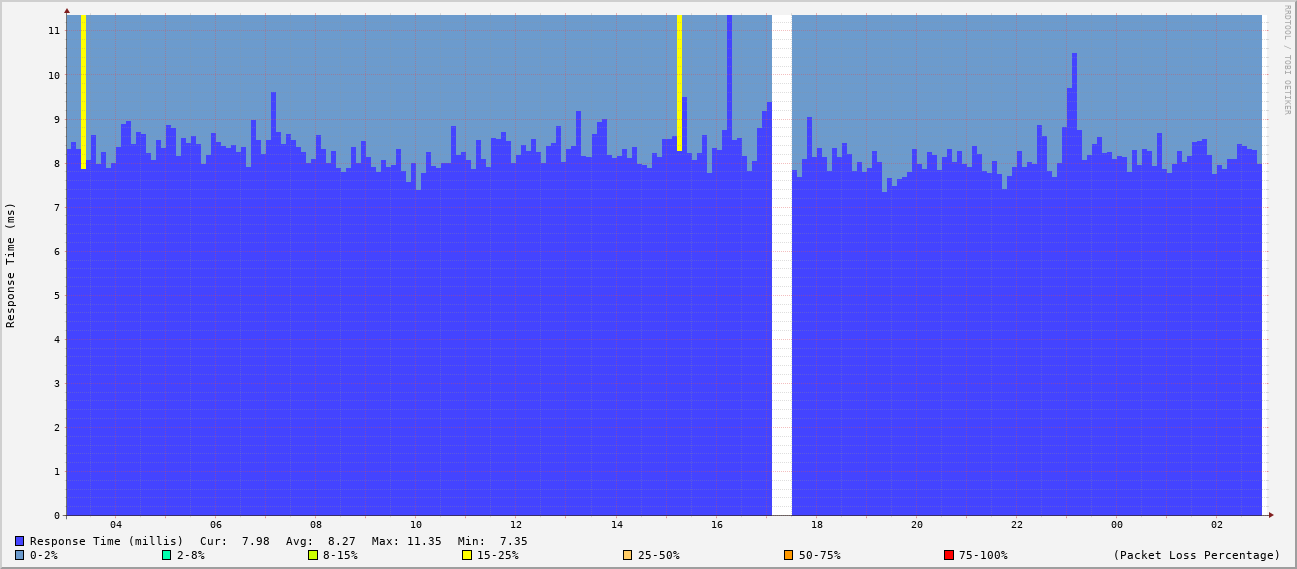 RRDTOOL / TOBI OETIKER
Response Time (ms)
11
10
9
8
7
6
5
4
3
2
1
0
04 06 08 10 12 14 16 18 20 22 00 02
Response Time (millis) Cur: 7.98 Avg: 8.27 Max: 11.35 Min: 7.35
0-2% 2-8% 8-15% 15-25% 25-50% 50-75% 75-100% (Packet Loss Percentage)